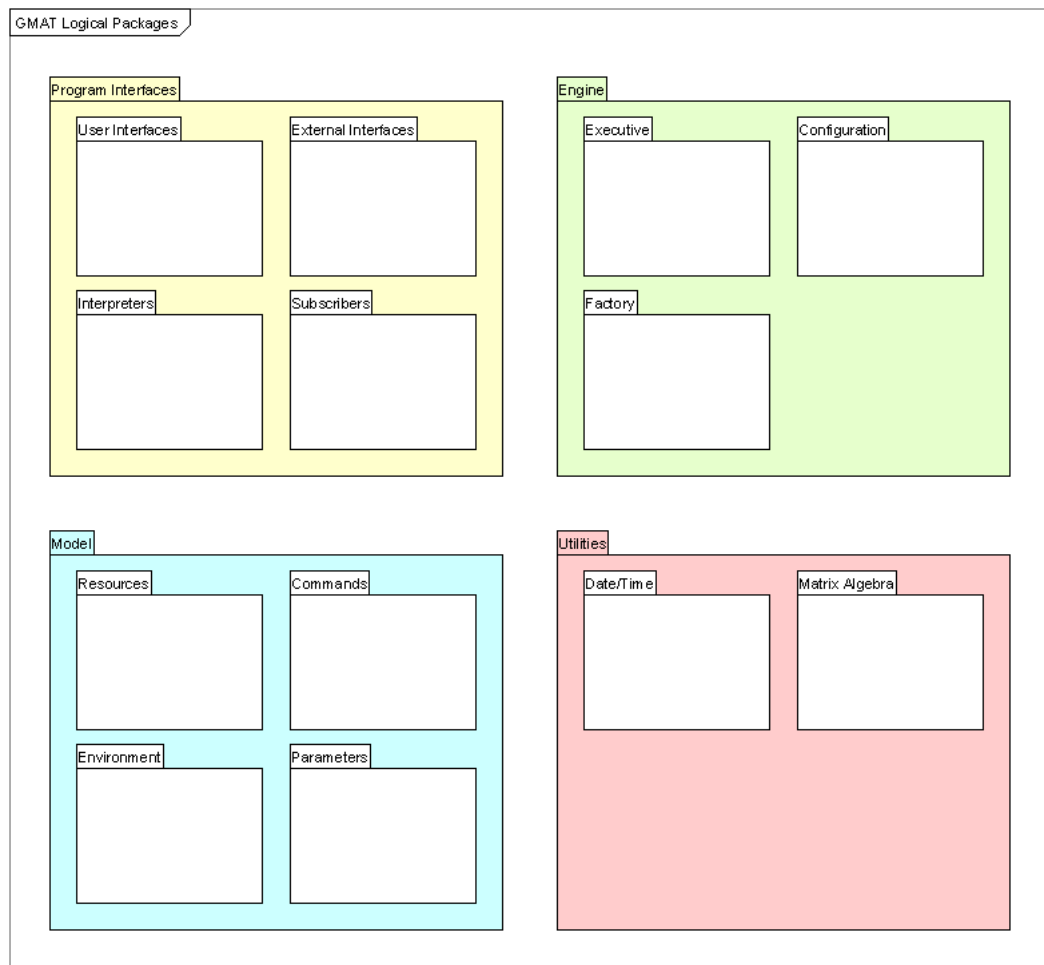 GMAT Logical Packages
Program Interfaces
User Interfaces
External Interfaces
Interpreters
Subscribers
Engine
Executive
Configuration
Factory
Model
Resources
Commands
Environment
Parameters
Utilities
Date/Time
Matrix Algebra